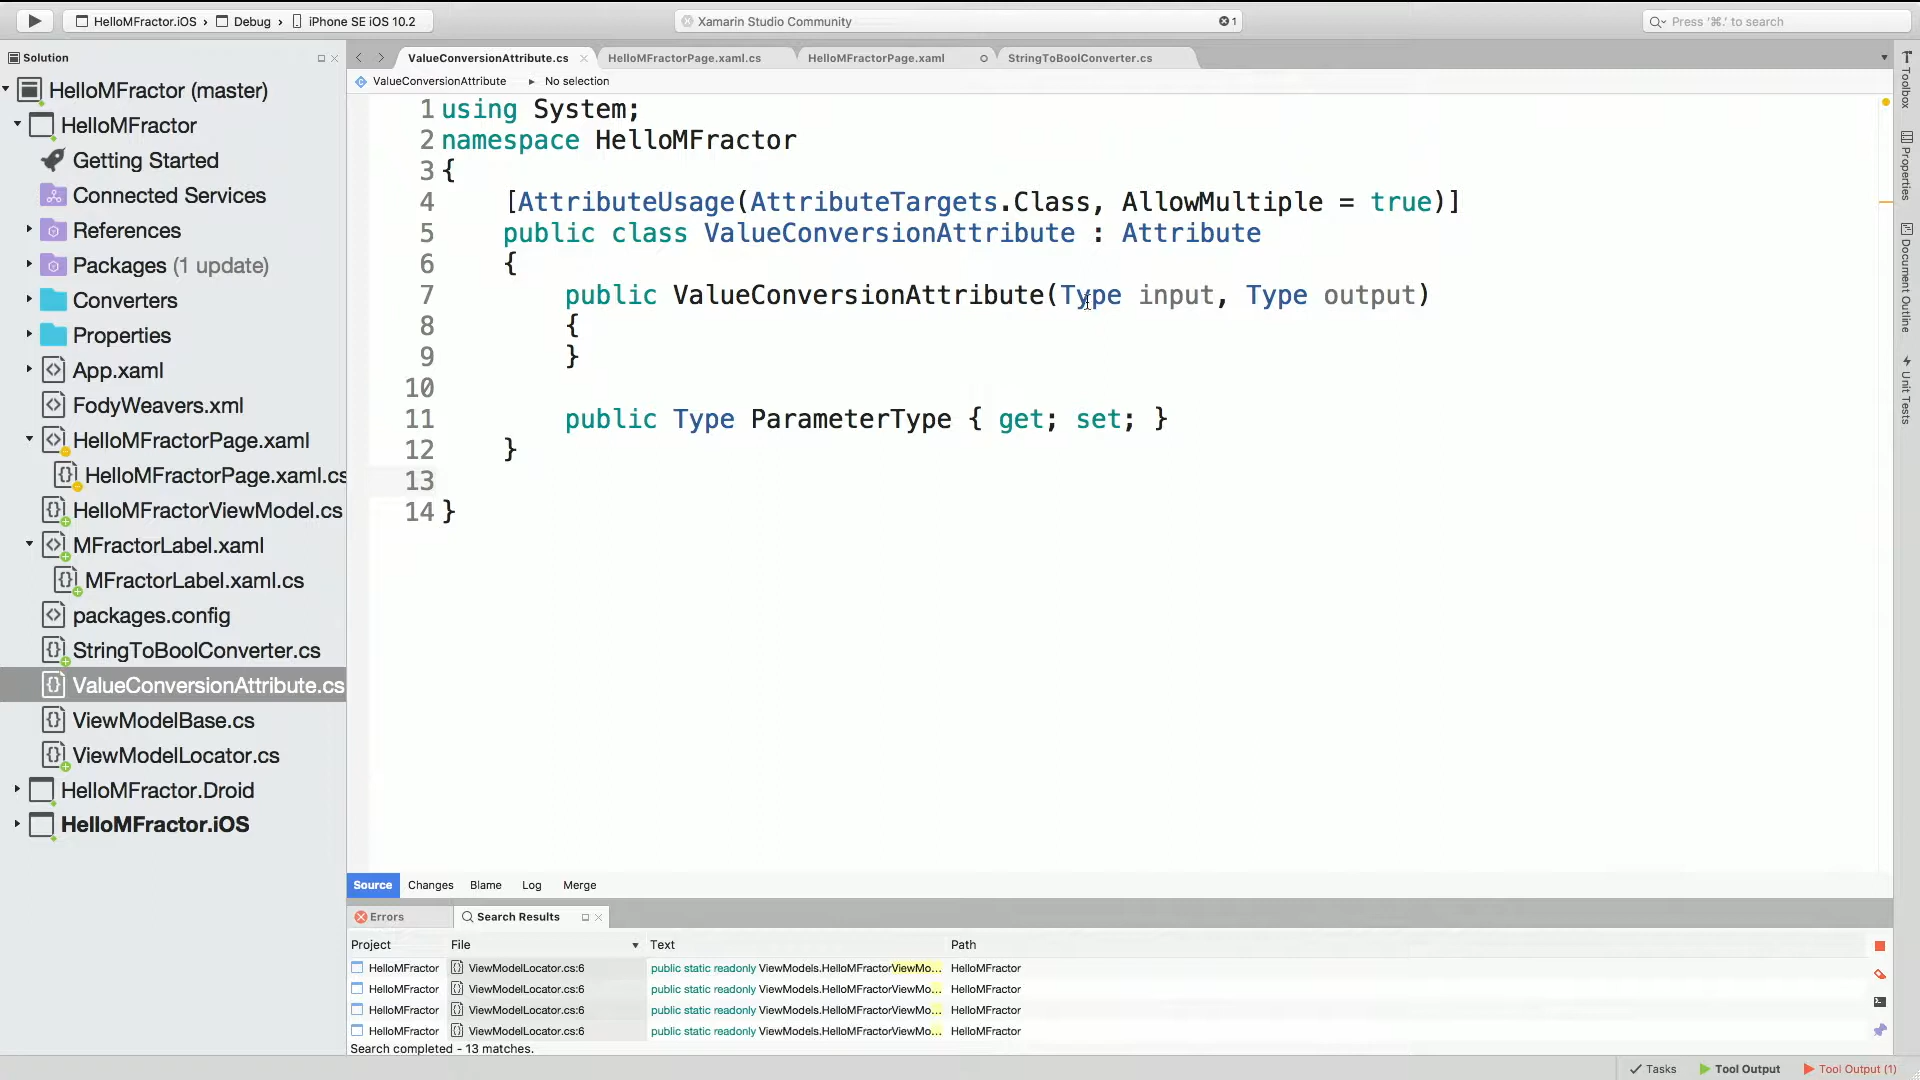 HelloMFractor.iOS
Debug
iPhone SE iOS 10.2
Xamarin Studio Community
1
Press '⌘.' to search
Solution
HelloMFractor (master)
HelloMFractor
Getting Started
Connected Services
References
Packages (1 update)
Converters
Properties
App.xaml
FodyWeavers.xml
HelloMFractorPage.xaml
HelloMFractorPage.xaml.cs
HelloMFractorViewModel.cs
MFractorLabel.xaml
MFractorLabel.xaml.cs
packages.config
StringToBoolConverter.cs
ValueConversionAttribute.cs
ViewModelBase.cs
ViewModelLocator.cs
HelloMFractor.Droid
HelloMFractor.iOS
ValueConversionAttribute.cs
HelloMFractorPage.xaml.cs
HelloMFractorPage.xaml
StringToBoolConverter.cs
ValueConversionAttribute
No selection
1 using System;
2 namespace HelloMFractor
3 {
4 [AttributeUsage(AttributeTargets.Class, AllowMultiple = true)]
5 public class ValueConversionAttribute : Attribute
6 {
7 public ValueConversionAttribute(Type input, Type output)
8 {
9 }
10
11 public Type ParameterType { get; set; }
12 }
13
14 }
Source
Changes
Blame
Log
Merge
Errors
Search Results
Project File Text Path
HelloMFractor ViewModelLocator.cs:6 public static readonly ViewModels.HelloMFractorViewMo... HelloMFractor
HelloMFractor ViewModelLocator.cs:6 public static readonly ViewModels.HelloMFractorViewMo... HelloMFractor
HelloMFractor ViewModelLocator.cs:6 public static readonly ViewModels.HelloMFractorViewMo... HelloMFractor
HelloMFractor ViewModelLocator.cs:6 public static readonly ViewModels.HelloMFractorViewMo... HelloMFractor
Search completed - 13 matches.
Toolbox
Properties
Document Outline
Unit Tests
Tasks
Tool Output
Tool Output (1)